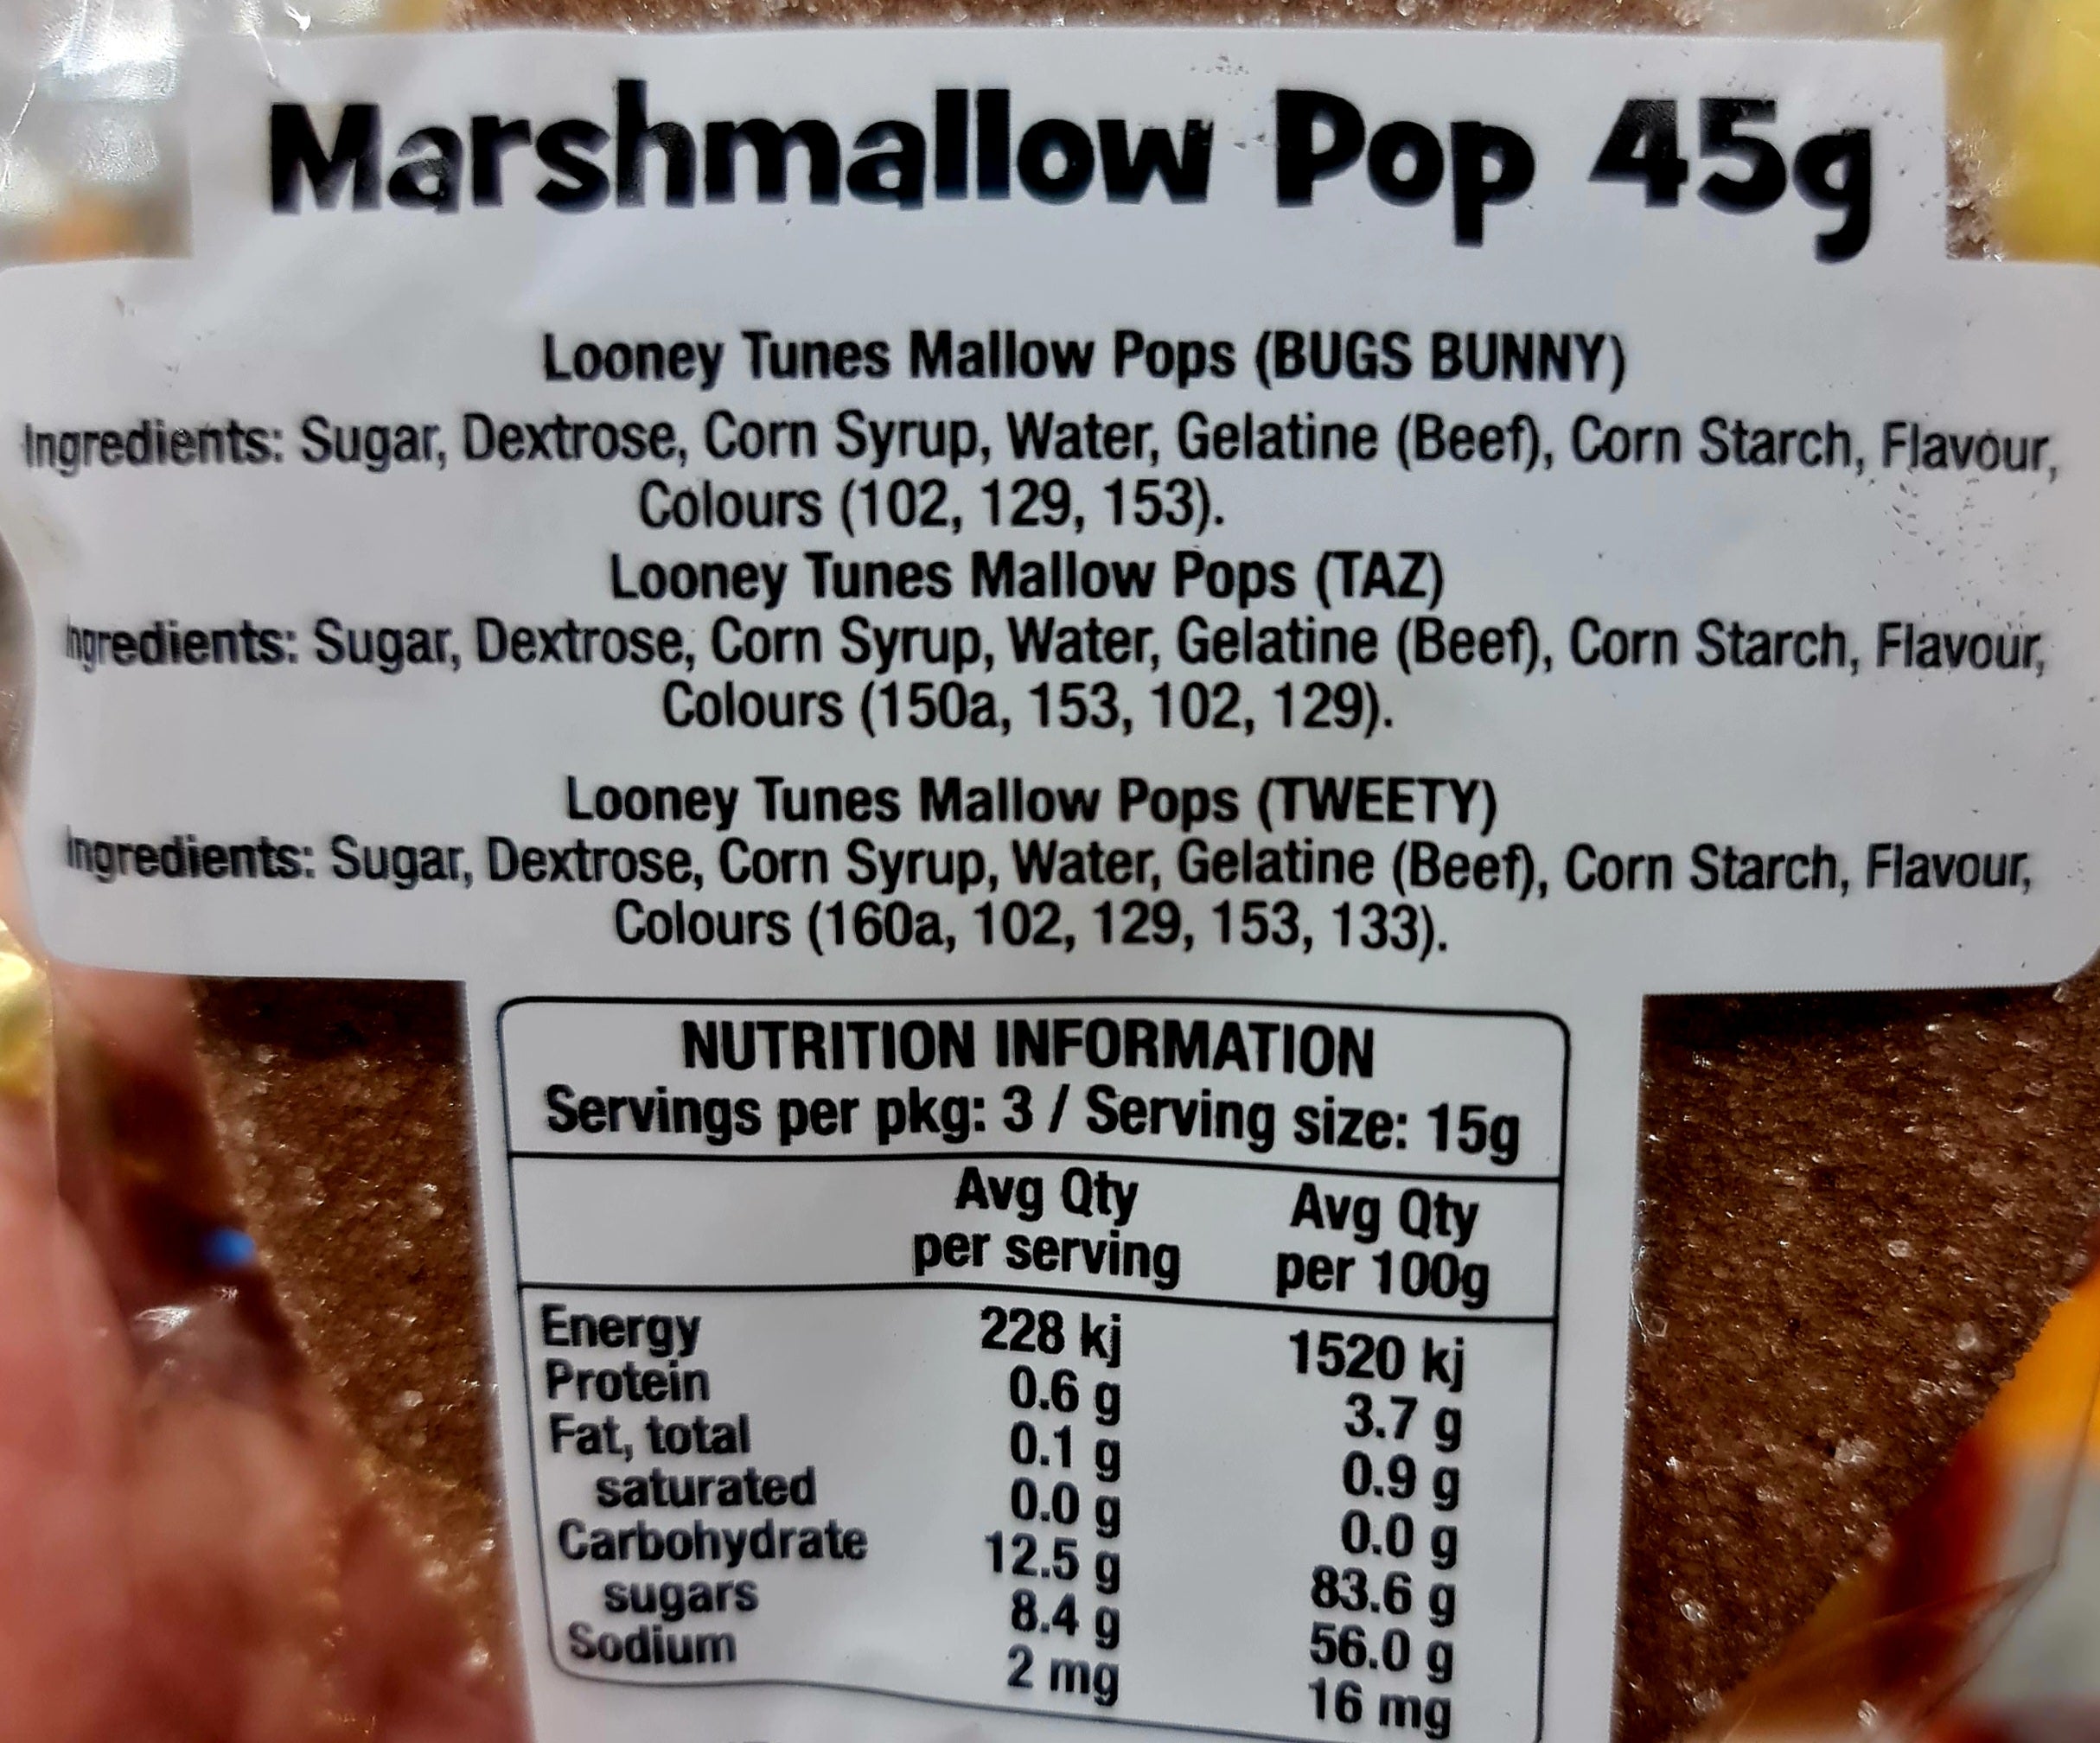 Marshmallow Pop 45g
Looney Tunes Mallow Pops (BUGS BUNNY)
Ingredients: Sugar, Dextrose, Corn Syrup, Water, Gelatine (Beef), Corn Starch, Flavour,
Colours (102, 129, 153).
Looney Tunes Mallow Pops (TAZ)
Ingredients: Sugar, Dextrose, Corn Syrup, Water, Gelatine (Beef), Corn Starch, Flavour,
Colours (150a, 153, 102, 129).
Looney Tunes Mallow Pops (TWEETY)
Ingredients: Sugar, Dextrose, Corn Syrup, Water, Gelatine (Beef), Corn Starch, Flavour,
Colours (160a, 102, 129, 153, 133).
NUTRITION INFORMATION
Servings per pkg: 3 / Serving size: 15g
Avg Qty Avg Qty
per serving per 100g
Energy 228 kj 1520 kj
Protein 0.6 g 3.7 g
Fat, total 0.1 g 0.9 g
saturated 0.0 g 0.0 g
Carbohydrate 12.5 g 83.6 g
sugars 8.4 g 56.0 g
Sodium 2 mg 16 mg